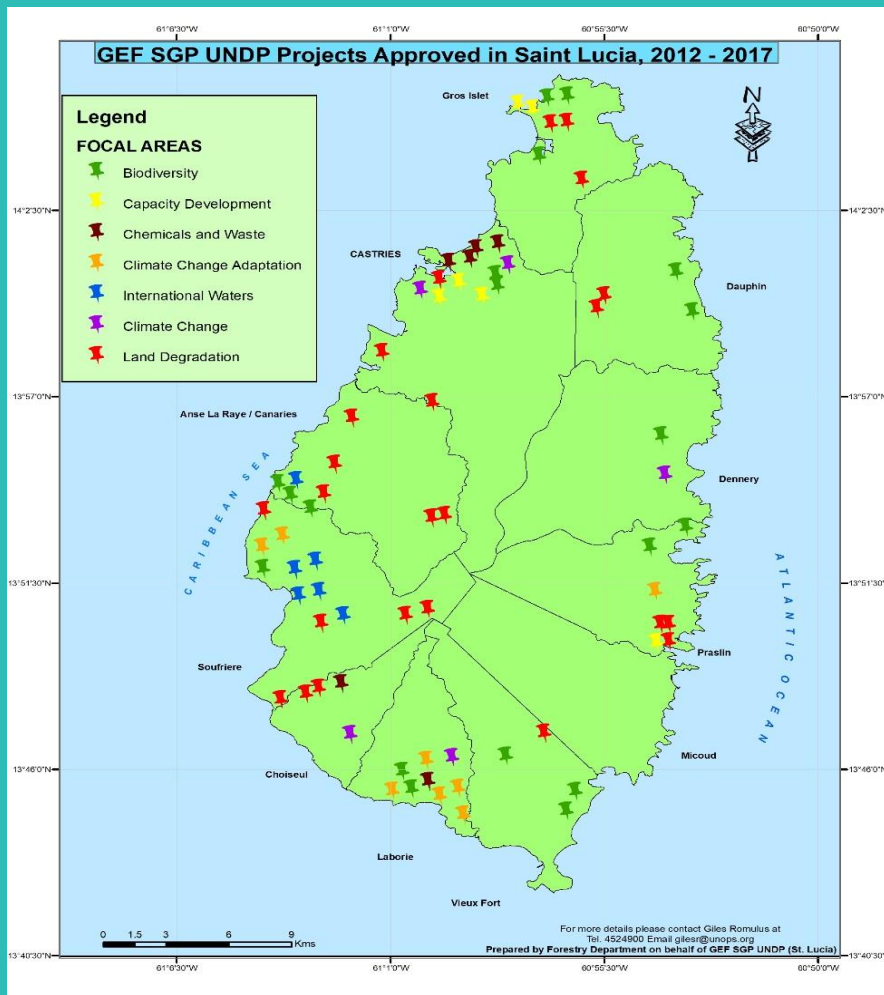 61°6'30"W 61°1'0"W 60°55'30"W 60°50'0"W
GEF SGP UNDP Projects Approved in Saint Lucia, 2012 - 2017
Gros Islet
N
Legend
FOCAL AREAS
Biodiversity
Capacity Development
Chemicals and Waste
Climate Change Adaptation
International Waters
Climate Change
Land Degradation
14°2'30"N 14°2'30"N
CASTRIES
Dauphin
13°57'0"N 13°57'0"N
Anse La Raye / Canaries
CARIBBEAN SEA
Dennery
13°51'30"N 13°51'30"N
ATLANTIC OCEAN
Praslin
Soufriere
Micoud
13°46'0"N 13°46'0"N
Choiseul
Laborie
Vieux Fort
0 1.5 3 6 9
Kms
For more details please contact Giles Romulus at
Tel. 4524900 Email gilesr@unops.org
Prepared by Forestry Department on behalf of GEF SGP UNDP (St. Lucia)
13°40'30"N 13°40'30"N
61°6'30"W 61°1'0"W 60°55'30"W 60°50'0"W